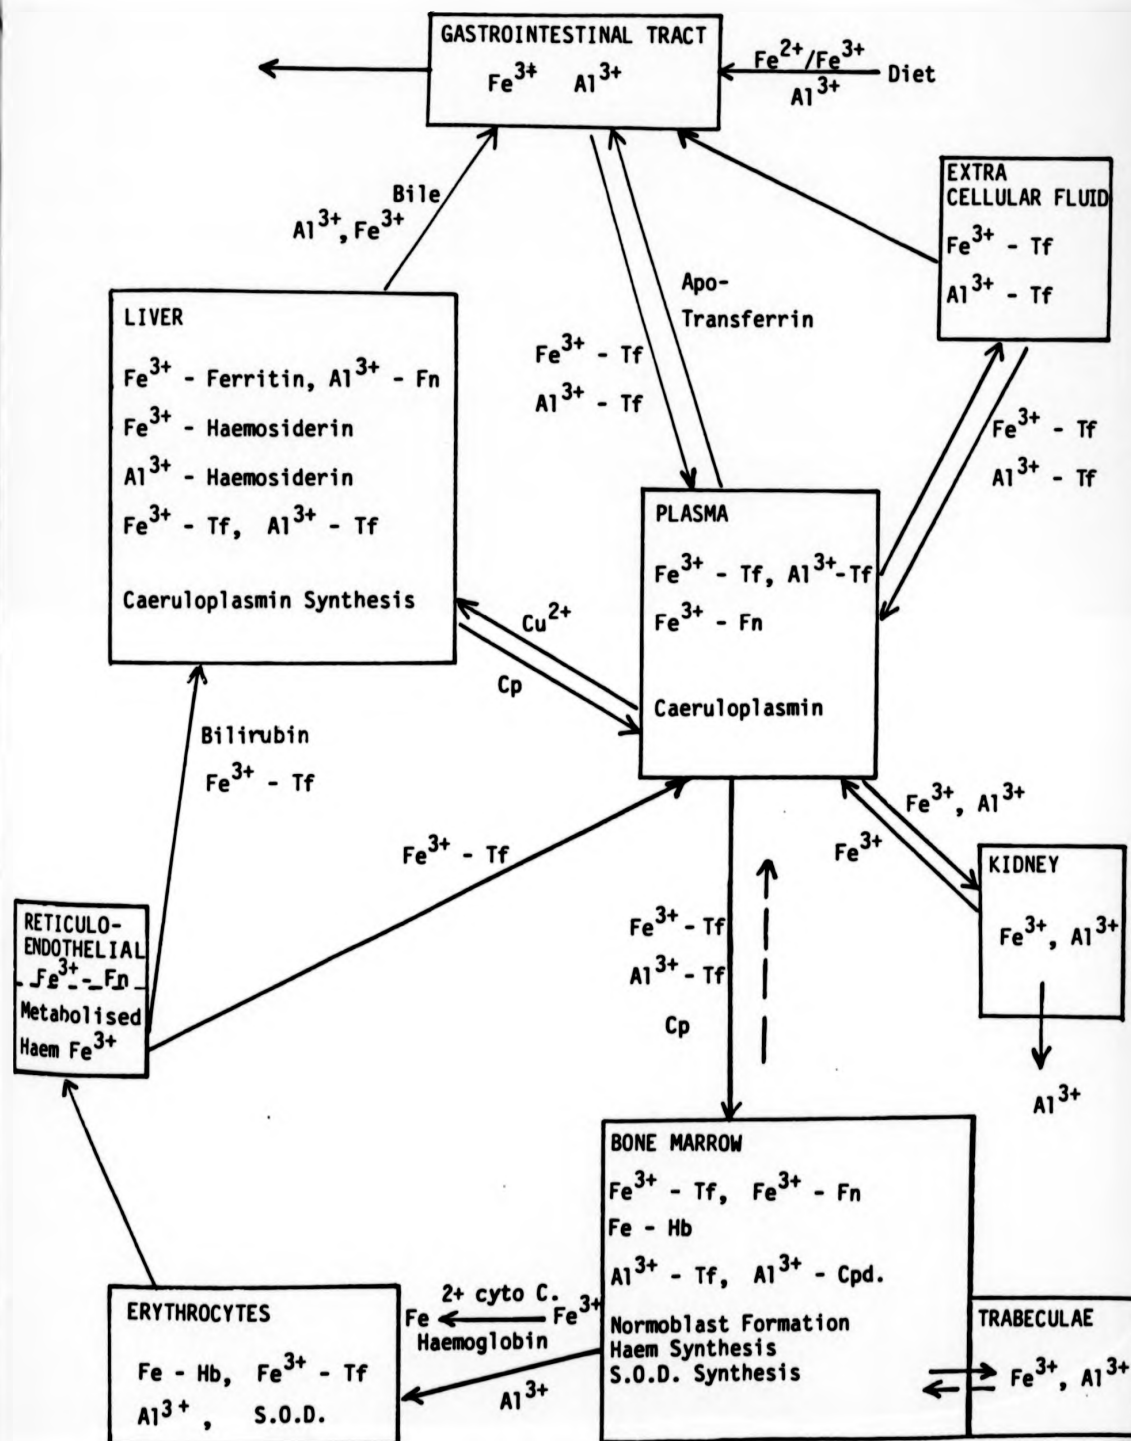 GASTROINTESTINAL TRACT
Fe³⁺ Al³⁺
Fe²⁺/Fe³⁺
Al³⁺
Diet
EXTRA
CELLULAR FLUID
Fe³⁺ - Tf
Al³⁺ - Tf
Bile
Al³⁺, Fe³⁺
Apo-
Transferrin
Fe³⁺ - Tf
Al³⁺ - Tf
Fe³⁺ - Tf
Al³⁺ - Tf
LIVER
Fe³⁺ - Ferritin, Al³⁺ - Fn
Fe³⁺ - Haemosiderin
Al³⁺ - Haemosiderin
Fe³⁺ - Tf, Al³⁺ - Tf
Caeruloplasmin Synthesis
PLASMA
Fe³⁺ - Tf, Al³⁺-Tf
Fe³⁺ - Fn
Caeruloplasmin
Cu²⁺
Cp
Bilirubin
Fe³⁺ - Tf
Fe³⁺ - Tf
Fe³⁺, Al³⁺
Fe³⁺
KIDNEY
Fe³⁺, Al³⁺
Al³⁺
RETICULO-
ENDOTHELIAL
Fe³⁺ - Fn
Metabolised
Haem Fe³⁺
Fe³⁺ - Tf
Al³⁺ - Tf
Cp
BONE MARROW
Fe³⁺ - Tf, Fe³⁺ - Fn
Fe - Hb
Al³⁺ - Tf, Al³⁺ - Cpd.
Normoblast Formation
Haem Synthesis
S.O.D. Synthesis
TRABECULAE
Fe³⁺, Al³⁺
2+ cyto C.
Fe Fe³⁺
Haemoglobin
Al³⁺
ERYTHROCYTES
Fe - Hb, Fe³⁺ - Tf
Al³⁺ , S.O.D.